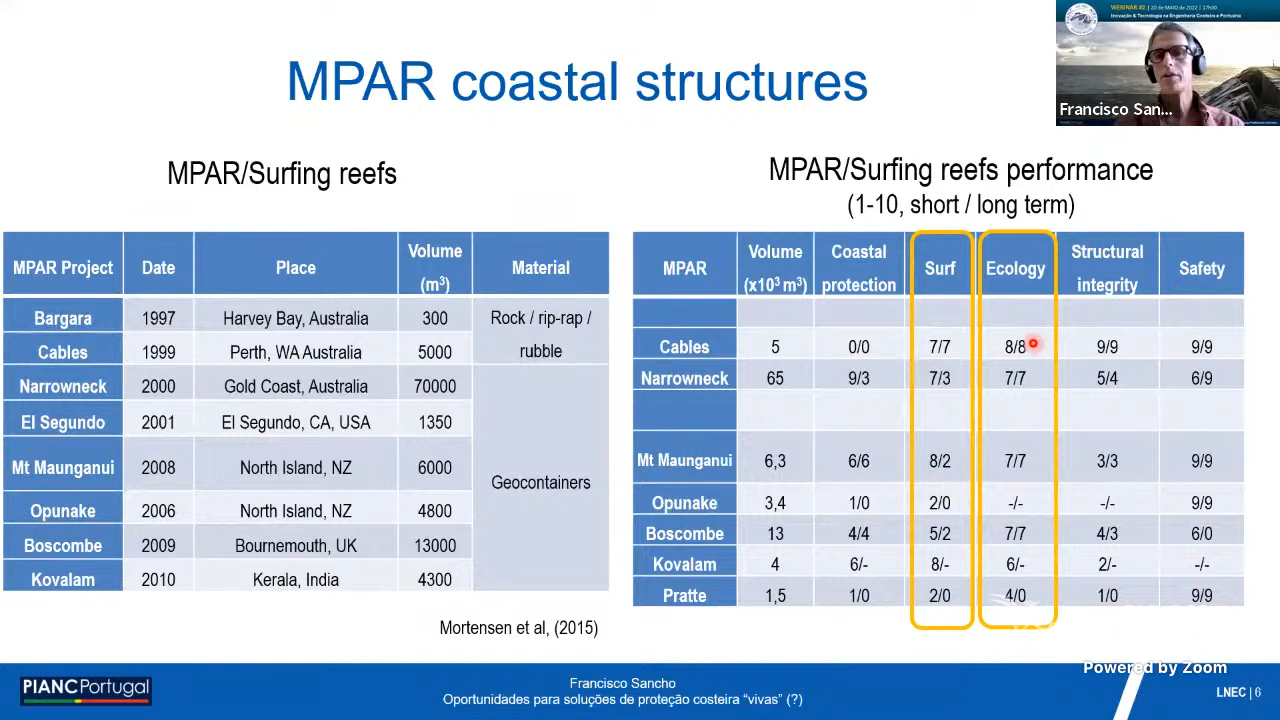 WEBINAR #2 | 20 de MAIO de 2022 | 17h00
Inovação & Tecnologia na Engenharia Costeira e Portuária
Francisco San...
MPAR coastal structures
MPAR/Surfing reefs
MPAR Project Date Place Volume (m³) Material
Bargara 1997 Harvey Bay, Australia 300 Rock / rip-rap / rubble
Cables 1999 Perth, WA Australia 5000
Narrowneck 2000 Gold Coast, Australia 70000 Geocontainers
El Segundo 2001 El Segundo, CA, USA 1350
Mt Maunganui 2008 North Island, NZ 6000
Opunake 2006 North Island, NZ 4800
Boscombe 2009 Bournemouth, UK 13000
Kovalam 2010 Kerala, India 4300
Mortensen et al, (2015)
MPAR/Surfing reefs performance
(1-10, short / long term)
MPAR Volume (x10³ m³) Coastal protection Surf Ecology Structural integrity Safety
Cables 5 0/0 7/7 8/8 9/9 9/9
Narrowneck 65 9/3 7/3 7/7 5/4 6/9
Mt Maunganui 6,3 6/6 8/2 7/7 3/3 9/9
Opunake 3,4 1/0 2/0 -/- -/- 9/9
Boscombe 13 4/4 5/2 7/7 4/3 6/0
Kovalam 4 6/- 8/- 6/- 2/- -/-
Pratte 1,5 1/0 2/0 4/0 1/0 9/9
Powered by Zoom
PIANC Portugal
Francisco Sancho
Oportunidades para soluções de proteção costeira “vivas” (?)
LNEC | 6